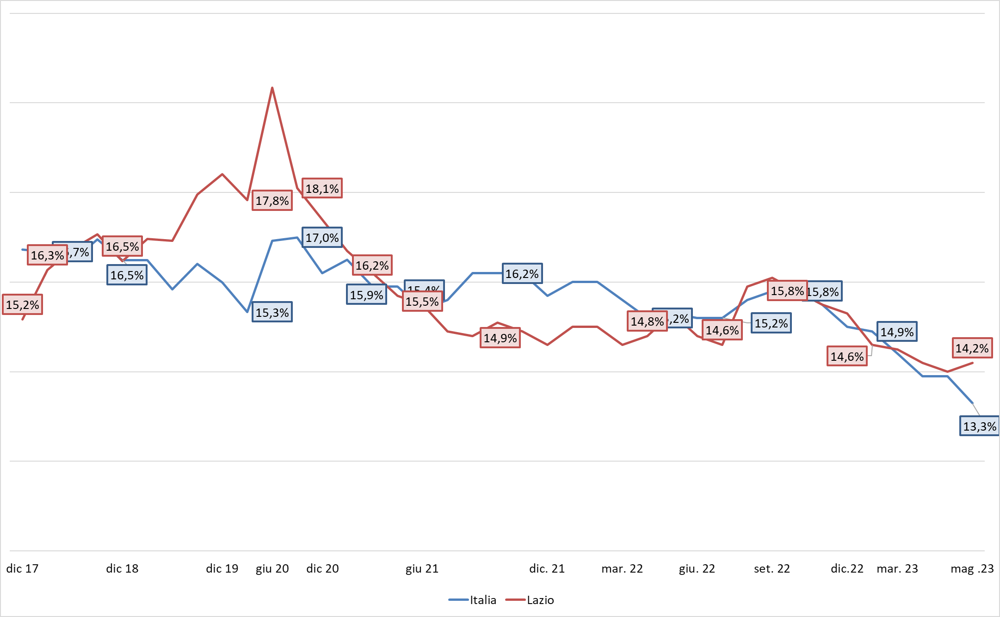 18,1%
17,8%
17,0%
16,5%
16,3%
16,2%
16,5%
16,2%
15,9%
15,5%
15,8%
15,8%
15,2%
15,3%
14,8%
15,2%
14,6%
14,9%
14,9%
14,2%
14,6%
13,3%
dic 17
dic 18
dic 19
giu 20
dic 20
giu 21
dic. 21
mar. 22
giu. 22
set. 22
dic.22
mar. 23
mag .23
Italia
Lazio